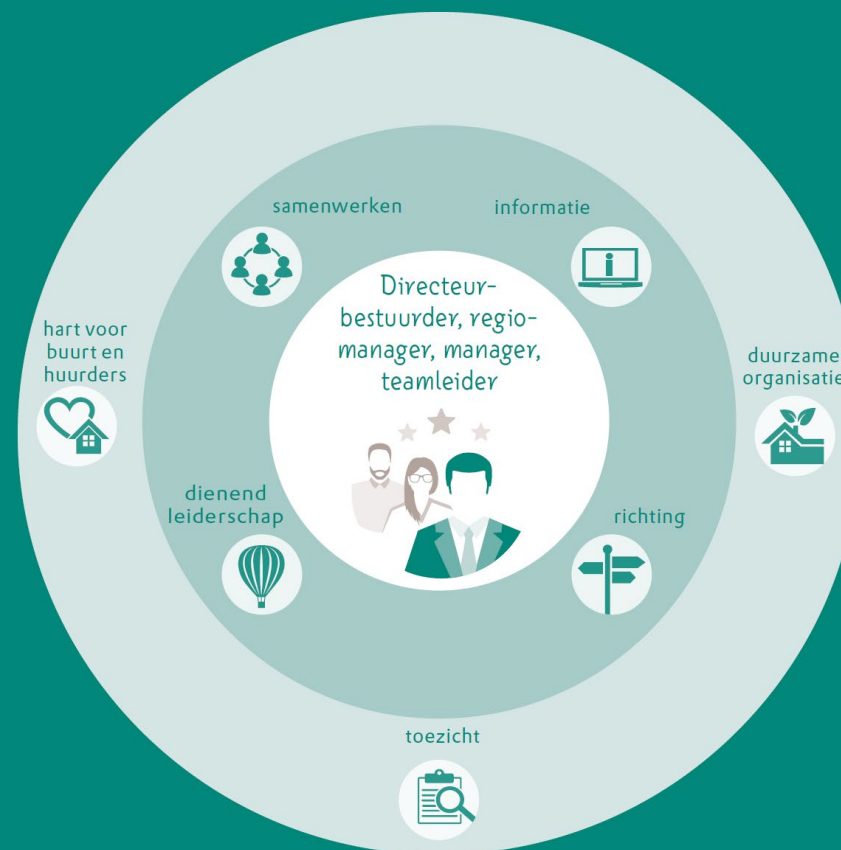 samenwerken
informatie
Directeur-
bestuurder, regio-
manager, manager,
teamleider
hart voor
buurt en
huurders
duurzame
organisatie
dienend
leiderschap
richting
toezicht